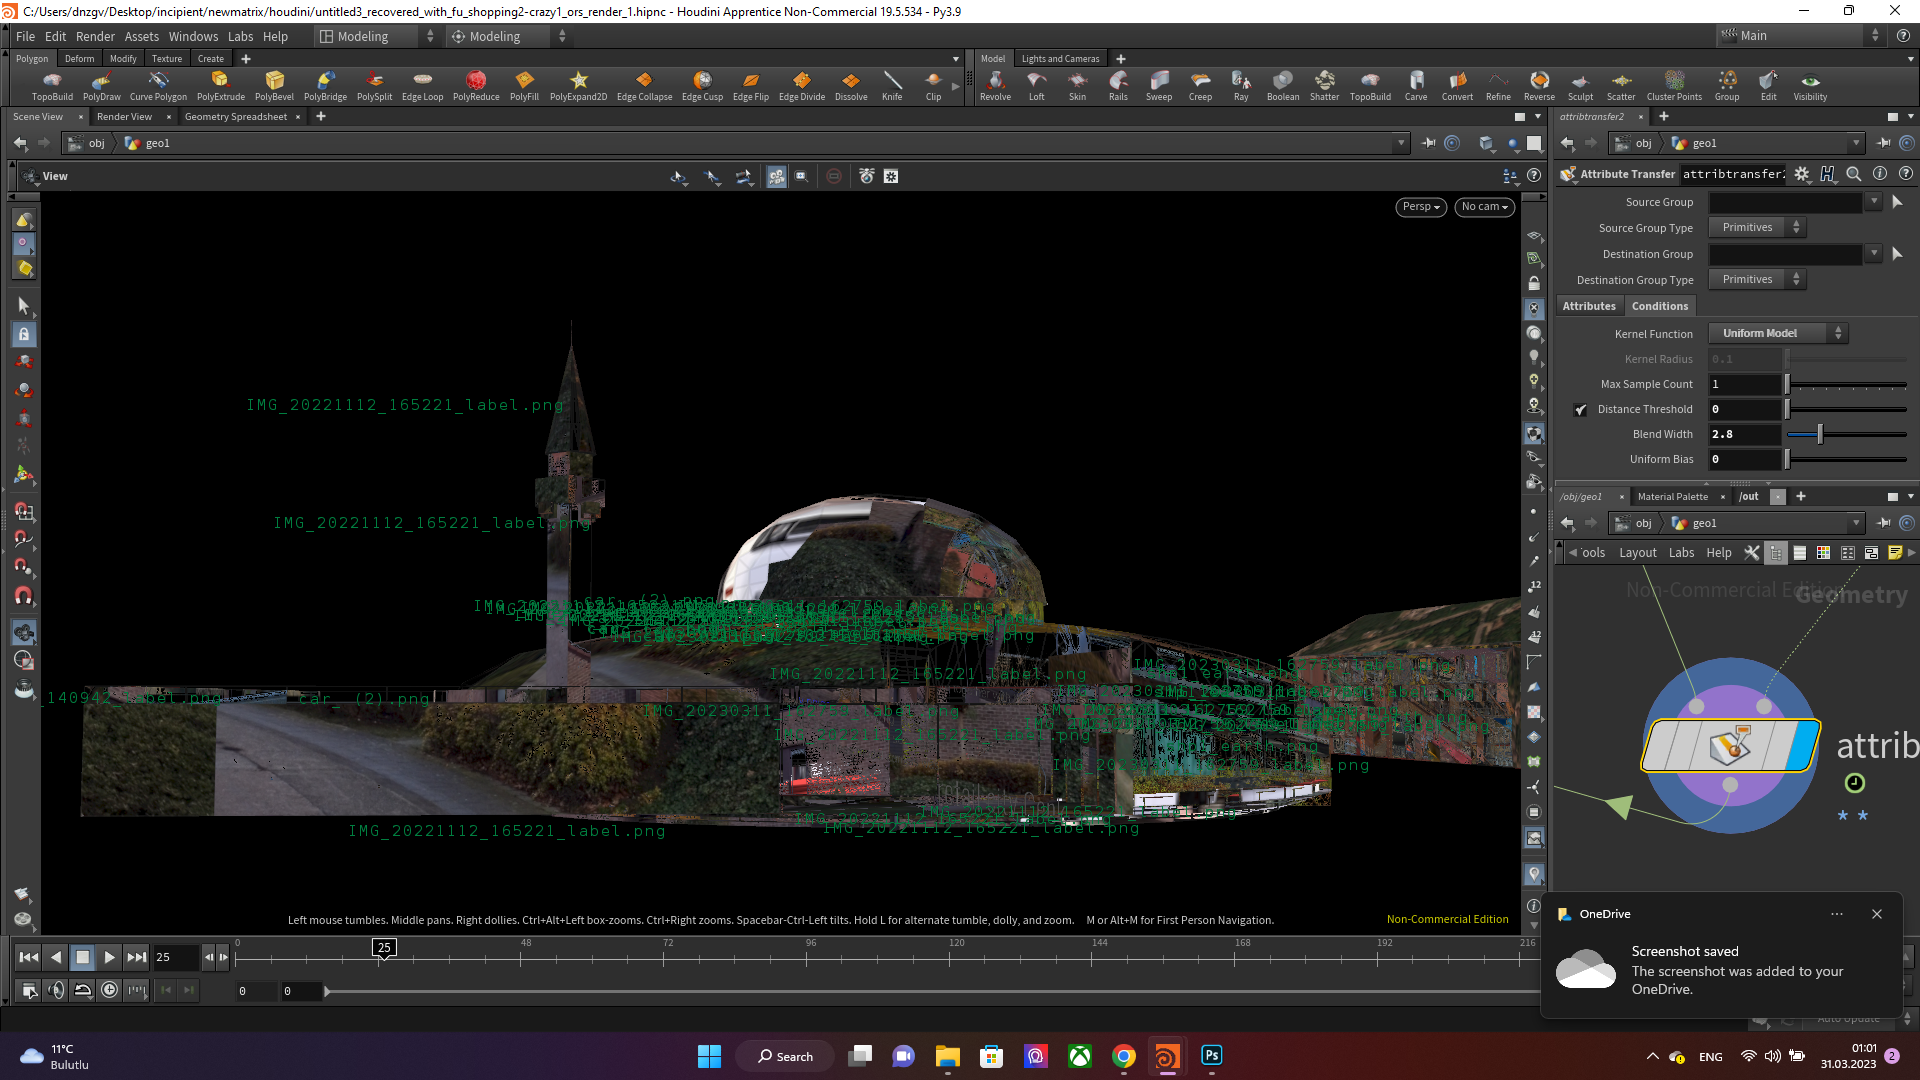 C:/Users/dnzgv/Desktop/incipient/newmatrix/houdini/untitled3_recovered_with_fu_shopping2-crazy1_ors_render_1.hipnc - Houdini Apprentice Non-Commercial 19.5.534 - Py3.9
File Edit Render Assets Windows Labs Help Modeling Modeling Main
Polygon Deform Modify Texture Create Model Lights and Cameras
TopoBuild PolyDraw Curve Polygon PolyExtrude PolyBevel PolyBridge PolySplit Edge Loop PolyReduce PolyFill PolyExpand2D Edge Collapse Edge Cusp Edge Flip Edge Divide Dissolve Knife Clip Revolve Loft Skin Rails Sweep Creep Ray Boolean Shatter TopoBuild Carve Convert Refine Reverse Sculpt Scatter Cluster Points Group Edit Visibility
Scene View Render View Geometry Spreadsheet
obj geo1
View
Persp No cam
IMG_20221112_165221_label.png
IMG_20221112_165221_label.png
IMG_20221112_165221_label.png
140942_label.png car_ (2).png
IMG_20221112_165221_label.png
IMG_20221112_165221_label.png
Left mouse tumbles. Middle pans. Right dollies. Ctrl+Alt+Left box-zooms. Ctrl+Right zooms. Spacebar-Ctrl-Left tilts. Hold L for alternate tumble, dolly, and zoom. M or Alt+M for First Person Navigation.
Non-Commercial Edition
attribtransfer2
obj geo1
Attribute Transfer attribtransfer2
Source Group
Source Group Type Primitives
Destination Group
Destination Group Type Primitives
Attributes Conditions
Kernel Function Uniform Model
Kernel Radius 0.1
Max Sample Count 1
Distance Threshold 0
Blend Width 2.8
Uniform Bias 0
/obj/geo1 Material Palette /out
obj geo1
ools Layout Labs Help
Non-Commercial Edition
Geometry
attrib
25
0 25 48 72 96 120 144 168 192 216
0 0
OneDrive
Screenshot saved
The screenshot was added to your
OneDrive.
Auto Update
11°C
Bulutlu
Search
Ps
ENG
01:01
31.03.2023
2